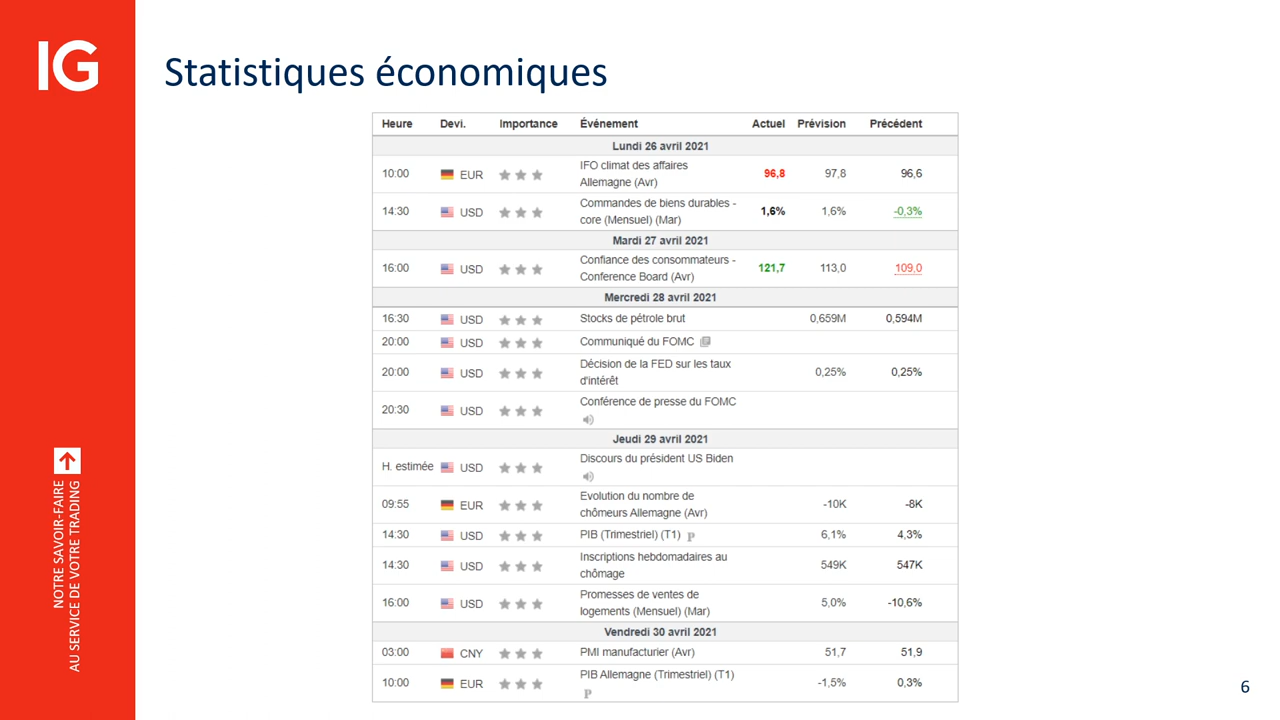 IG
Statistiques économiques
Heure Devi. Importance Événement Actuel Prévision Précédent
Lundi 26 avril 2021
10:00 EUR IFO climat des affaires Allemagne (Avr) 96,8 97,8 96,6
14:30 USD Commandes de biens durables - core (Mensuel) (Mar) 1,6% 1,6% -0,3%
Mardi 27 avril 2021
16:00 USD Confiance des consommateurs - Conference Board (Avr) 121,7 113,0 109,0
Mercredi 28 avril 2021
16:30 USD Stocks de pétrole brut 0,659M 0,594M
20:00 USD Communiqué du FOMC
20:00 USD Décision de la FED sur les taux d'intérêt 0,25% 0,25%
20:30 USD Conférence de presse du FOMC
Jeudi 29 avril 2021
H. estimée USD Discours du président US Biden
09:55 EUR Evolution du nombre de chômeurs Allemagne (Avr) -10K -8K
14:30 USD PIB (Trimestriel) (T1) P 6,1% 4,3%
14:30 USD Inscriptions hebdomadaires au chômage 549K 547K
16:00 USD Promesses de ventes de logements (Mensuel) (Mar) 5,0% -10,6%
Vendredi 30 avril 2021
03:00 CNY PMI manufacturier (Avr) 51,7 51,9
10:00 EUR PIB Allemagne (Trimestriel) (T1) P -1,5% 0,3%
NOTRE SAVOIR-FAIRE
AU SERVICE DE VOTRE TRADING
6